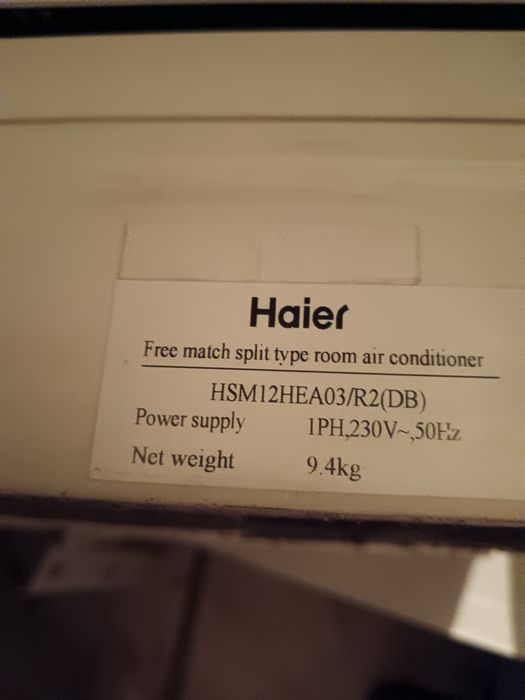 Haier
Free match split type room air conditioner
HSM12HEA03/R2(DB)
Power supply 1PH,230V~,50Hz
Net weight 9.4kg